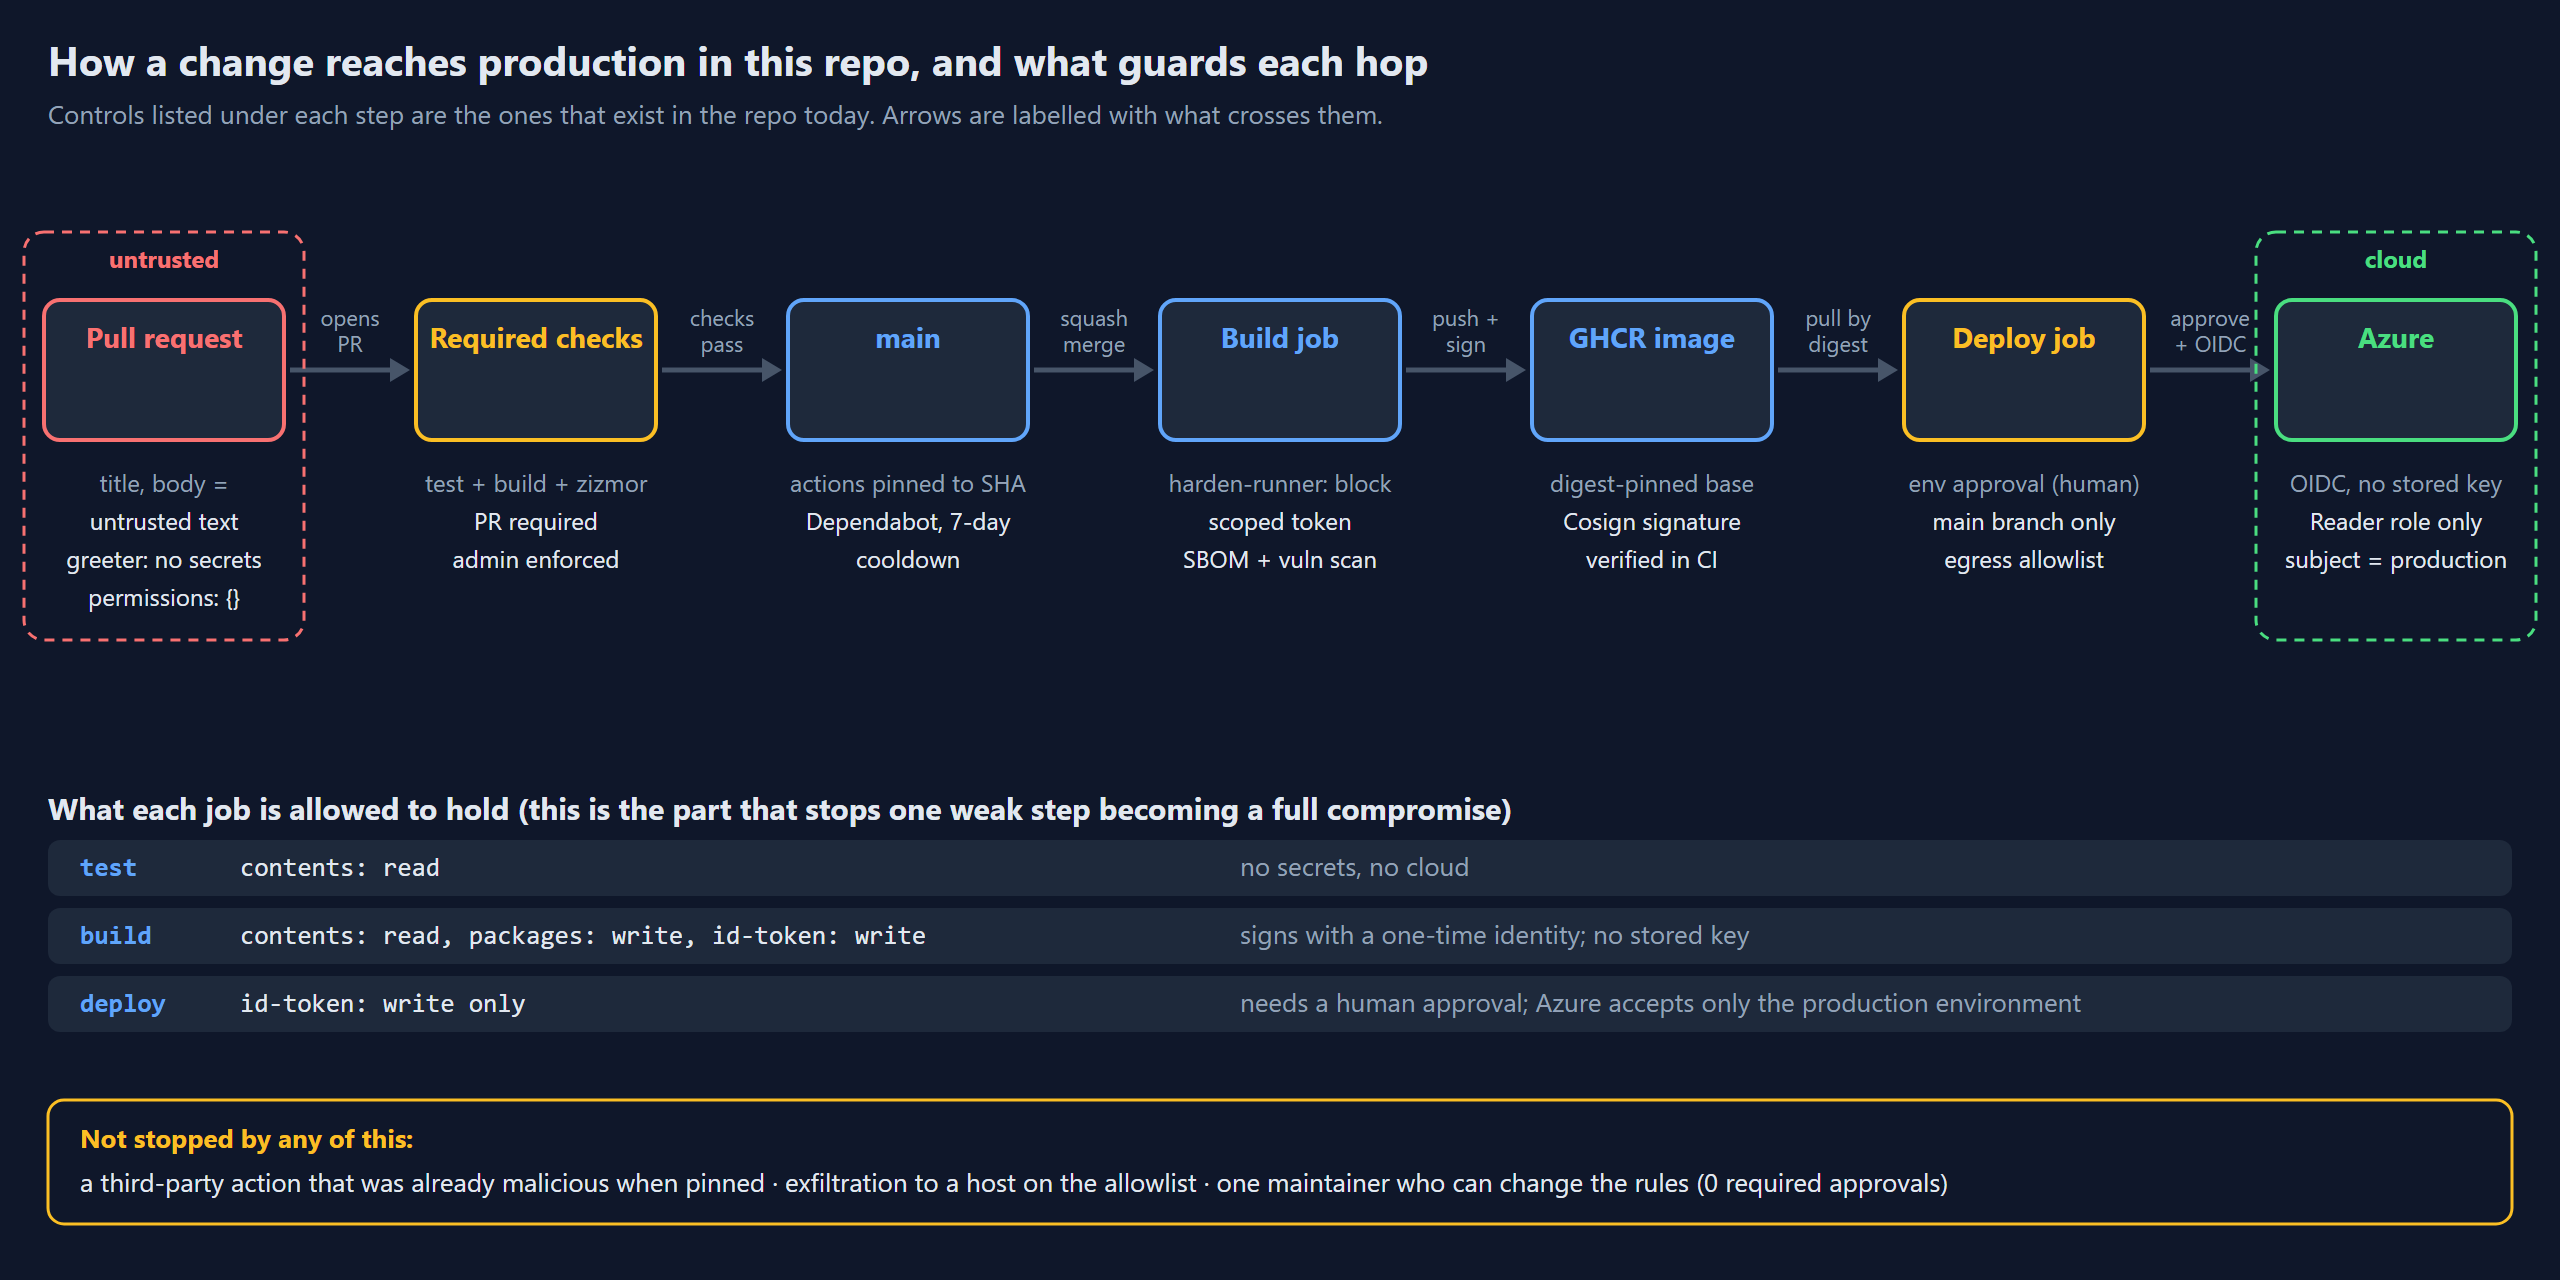 How a change reaches production in this repo, and what guards each hop
Controls listed under each step are the ones that exist in the repo today. Arrows are labelled with what crosses them.
untrusted
Pull request
title, body =
untrusted text
greeter: no secrets
permissions: {}
opens
PR
Required checks
test + build + zizmor
PR required
admin enforced
checks
pass
main
actions pinned to SHA
Dependabot, 7-day
cooldown
squash
merge
Build job
harden-runner: block
scoped token
SBOM + vuln scan
push +
sign
GHCR image
digest-pinned base
Cosign signature
verified in CI
pull by
digest
Deploy job
env approval (human)
main branch only
egress allowlist
approve
+ OIDC
cloud
Azure
OIDC, no stored key
Reader role only
subject = production
What each job is allowed to hold (this is the part that stops one weak step becoming a full compromise)
test contents: read no secrets, no cloud
build contents: read, packages: write, id-token: write signs with a one-time identity; no stored key
deploy id-token: write only needs a human approval; Azure accepts only the production environment
Not stopped by any of this:
a third-party action that was already malicious when pinned · exfiltration to a host on the allowlist · one maintainer who can change the rules (0 required approvals)